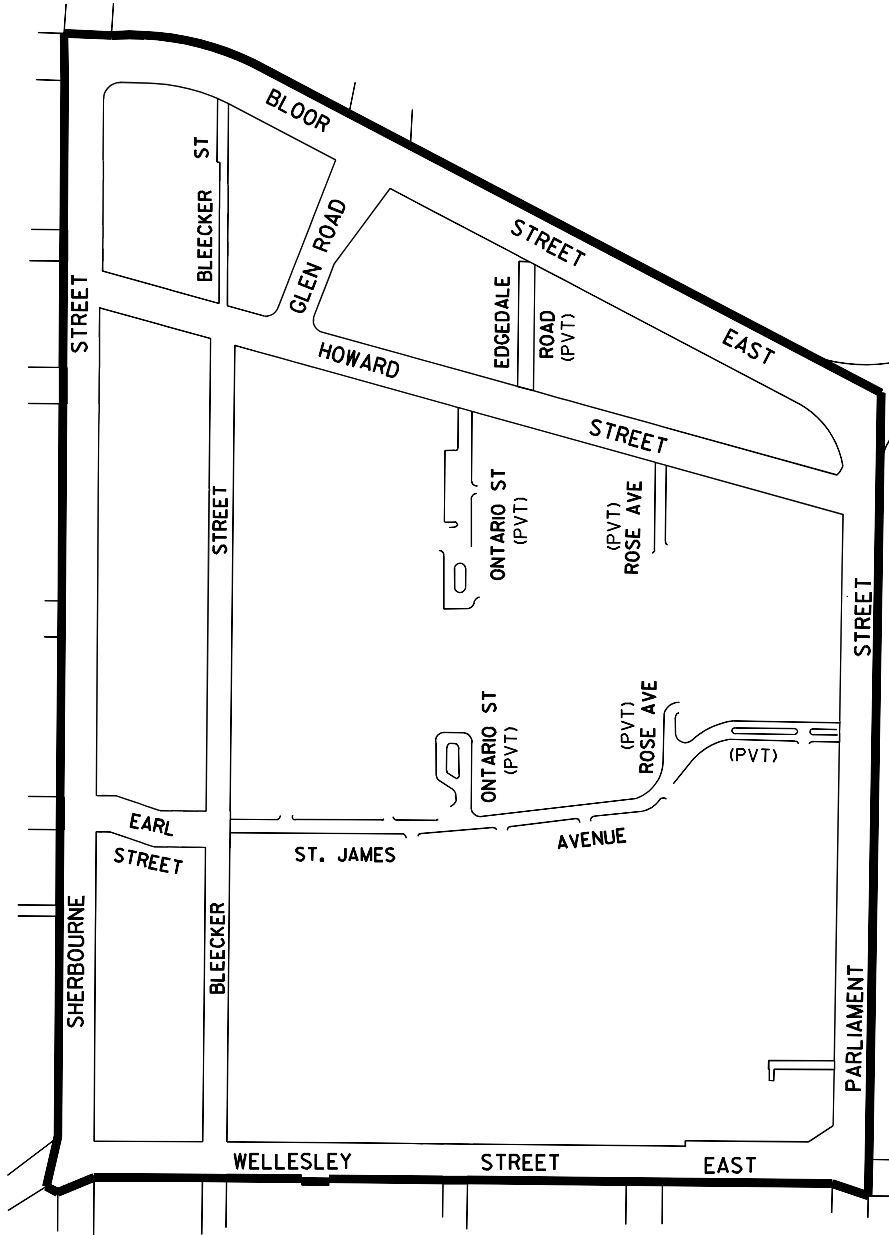 BLOOR
STREET
EAST
BLEECKER ST
GLEN ROAD
EDGEDALE
ROAD
(PVT)
STREET
HOWARD
STREET
STREET
ONTARIO ST
(PVT)
(PVT)
ROSE AVE
STREET
ONTARIO ST
(PVT)
(PVT)
ROSE AVE
(PVT)
EARL
STREET
ST. JAMES
AVENUE
SHERBOURNE
BLEECKER
PARLIAMENT
WELLESLEY STREET EAST